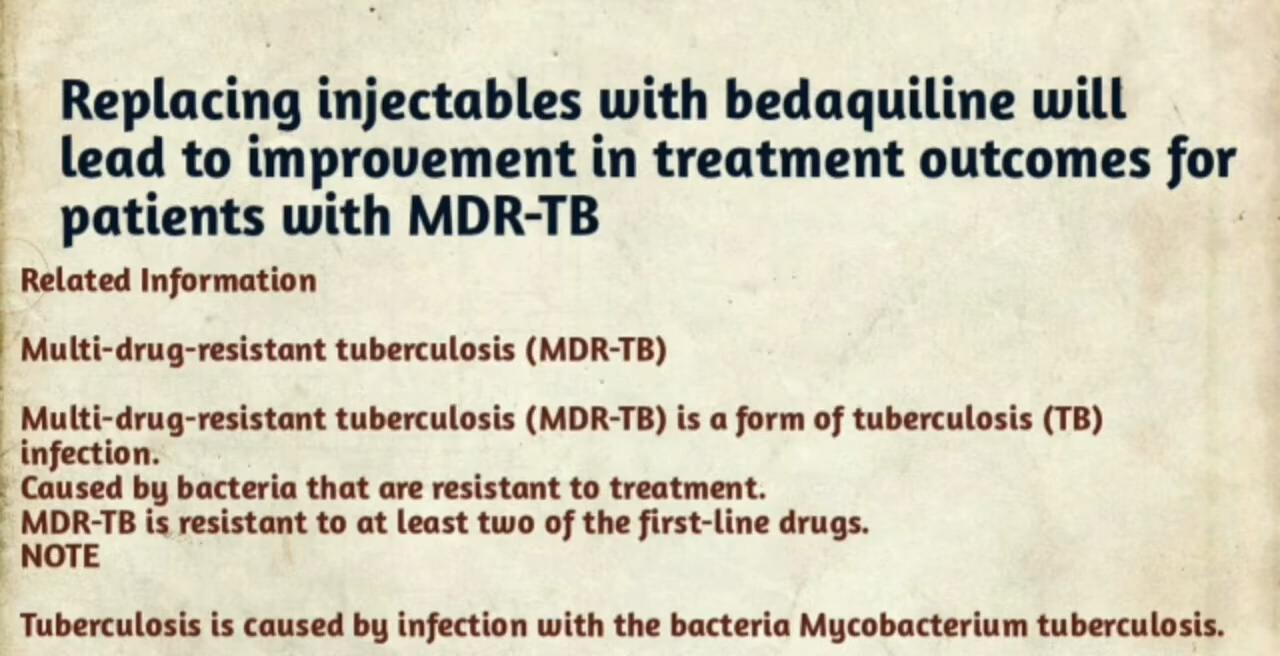 Replacing injectables with bedaquiline will
lead to improvement in treatment outcomes for
patients with MDR-TB
Related Information
Multi-drug-resistant tuberculosis (MDR-TB)
Multi-drug-resistant tuberculosis (MDR-TB) is a form of tuberculosis (TB)
infection.
Caused by bacteria that are resistant to treatment.
MDR-TB is resistant to at least two of the first-line drugs.
NOTE
Tuberculosis is caused by infection with the bacteria Mycobacterium tuberculosis.